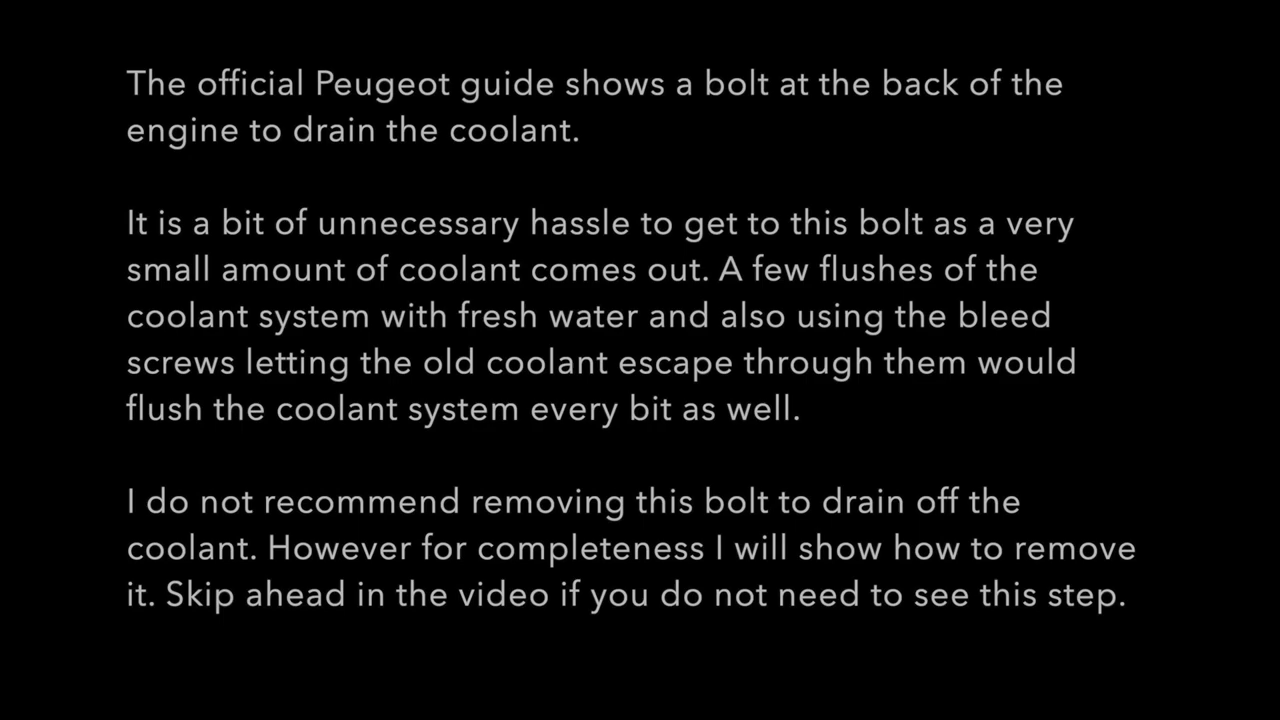 The official Peugeot guide shows a bolt at the back of the
engine to drain the coolant.
It is a bit of unnecessary hassle to get to this bolt as a very
small amount of coolant comes out. A few flushes of the
coolant system with fresh water and also using the bleed
screws letting the old coolant escape through them would
flush the coolant system every bit as well.
I do not recommend removing this bolt to drain off the
coolant. However for completeness I will show how to remove
it. Skip ahead in the video if you do not need to see this step.